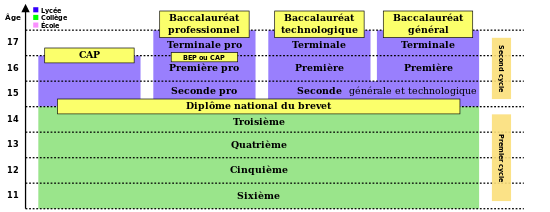 Âge
Lycée
Collège
École
Baccalauréat
professionnel
Baccalauréat
technologique
Baccalauréat
général
17
Terminale pro
Terminale
Terminale
CAP
BEP ou CAP
16
Première pro
Première
Première
15
Seconde pro
Seconde générale et technologique
Second cycle
Diplôme national du brevet
14
Troisième
13
Quatrième
12
Cinquième
11
Sixième
Premier cycle